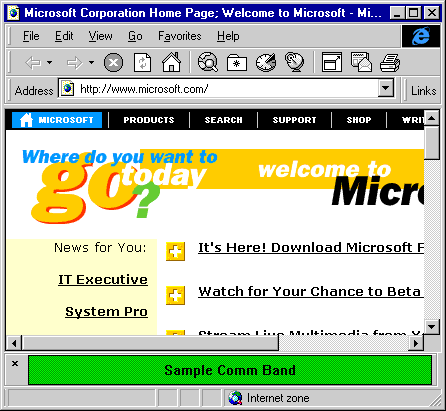 Microsoft Corporation Home Page; Welcome to Microsoft - Mi...
File Edit View Go Favorites Help
Address http://www.microsoft.com/ Links
MICROSOFT PRODUCTS SEARCH SUPPORT SHOP WRI
Where do you want to
go today?
welcome to
Micro
News for You:
It's Here! Download Microsoft F
IT Executive
Watch for Your Chance to Beta
System Pro
Stream Live Multimedia from Y
Sample Comm Band
Internet zone